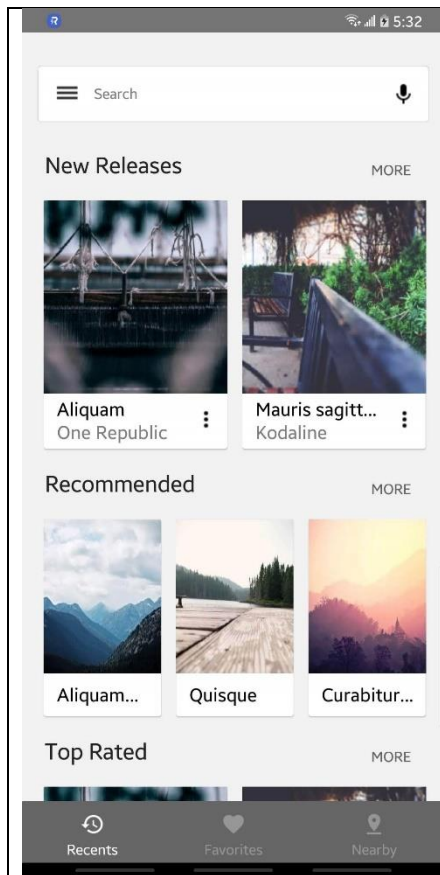 R
5:32
Search
New Releases
MORE
Aliquam
One Republic
Mauris sagitt...
Kodaline
Recommended
MORE
Aliquam...
Quisque
Curabitur...
Top Rated
MORE
Recents
Favorites
Nearby